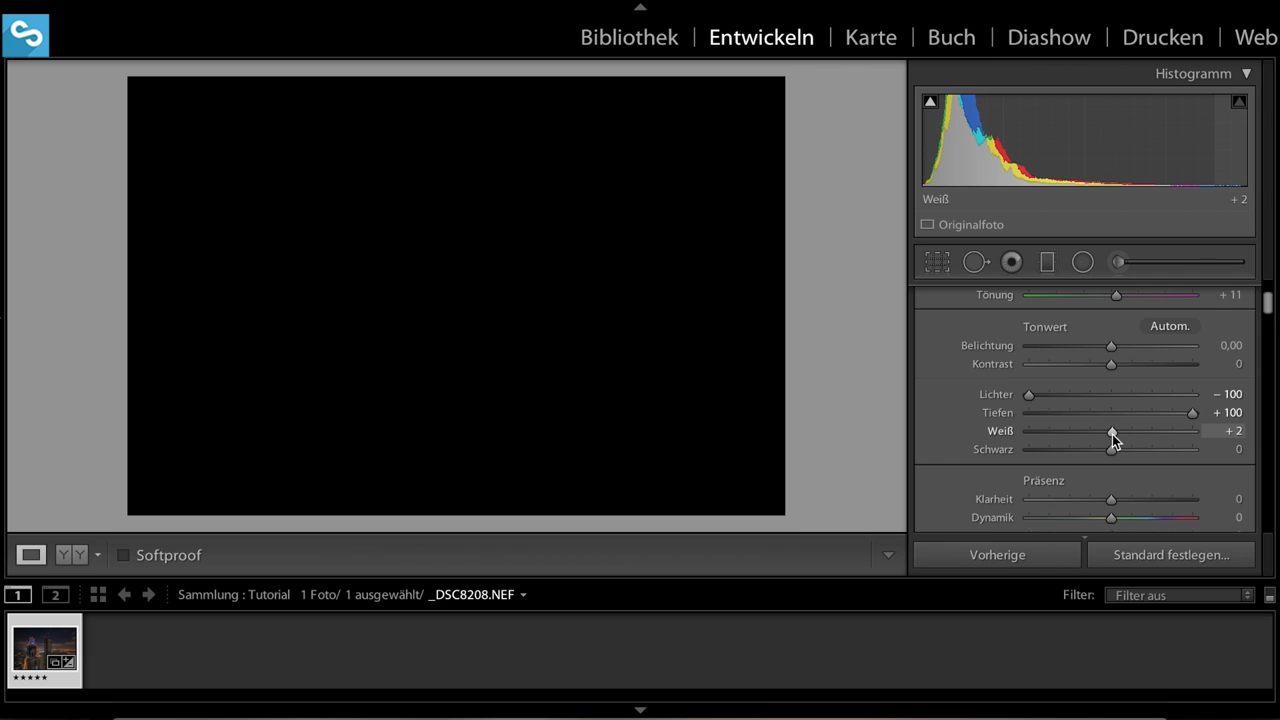 Bibliothek | Entwickeln | Karte | Buch | Diashow | Drucken | Web
Histogramm
Weiß + 2
Originalfoto
Tönung + 11
Tonwert Autom.
Belichtung 0,00
Kontrast 0
Lichter − 100
Tiefen + 100
Weiß + 2
Schwarz 0
Präsenz
Klarheit 0
Dynamik 0
YY Softproof
Vorherige Standard festlegen...
1 2 Sammlung : Tutorial 1 Foto/ 1 ausgewählt/ _DSC8208.NEF Filter: Filter aus